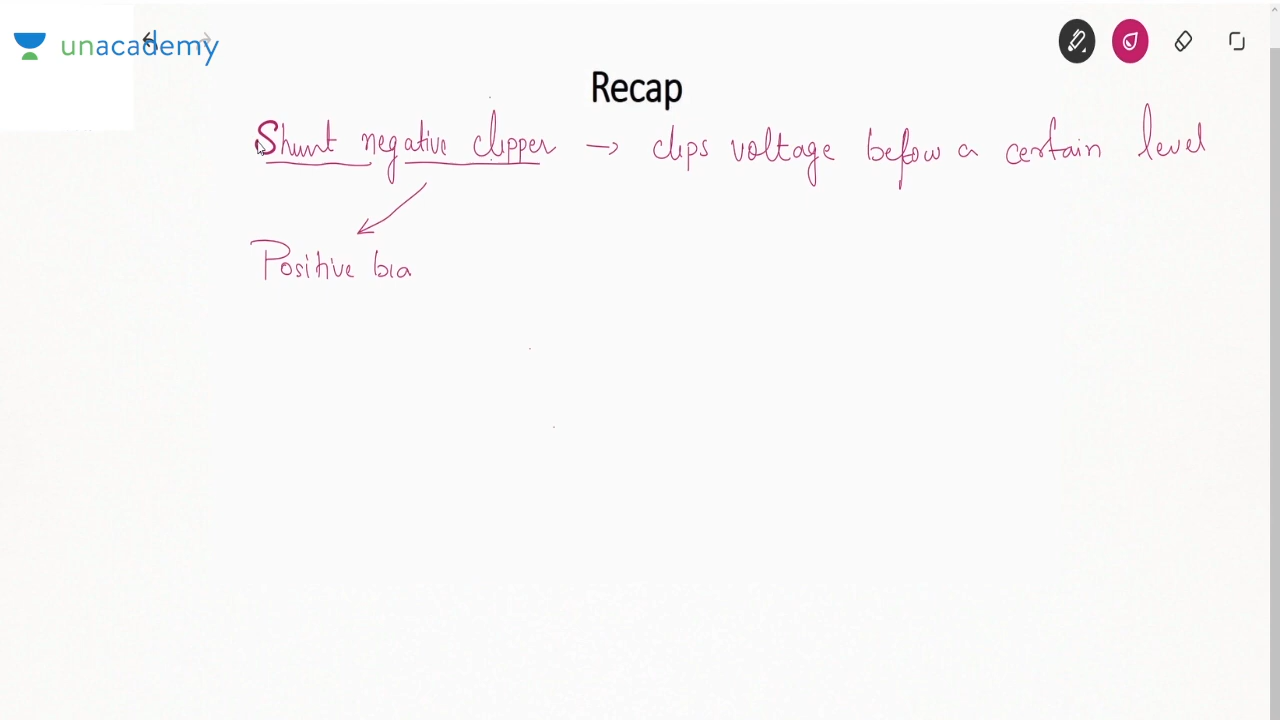 unacademy
Recap
Shunt negative clipper → clips voltage below a certain level
Positive bia